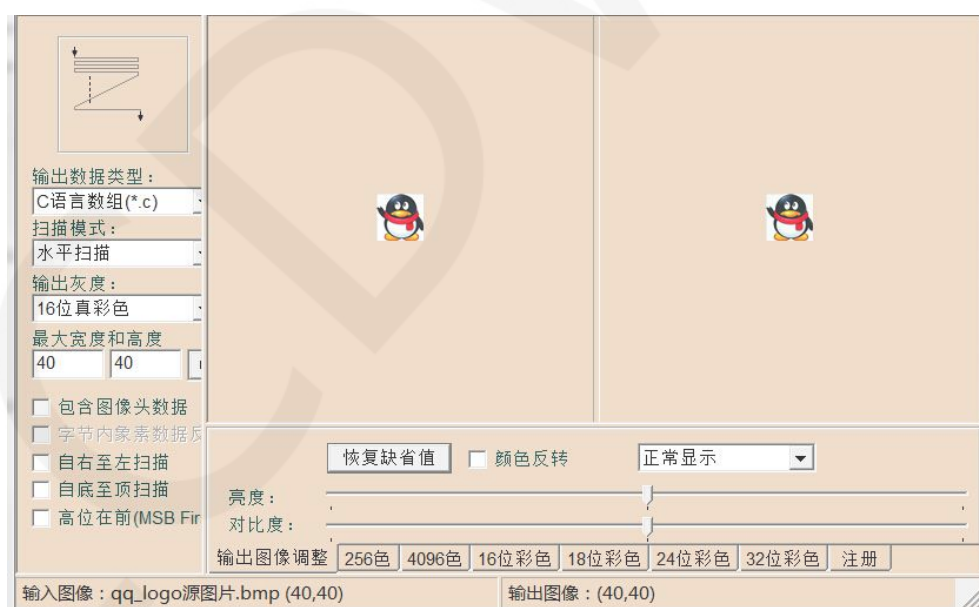 输出数据类型：
C语言数组(*.c)
扫描模式：
水平扫描
输出灰度：
16位真彩色
最大宽度和高度
40 40
包含图像头数据
字节内象素数据反
自右至左扫描
自底至顶扫描
高位在前(MSB Fir
恢复缺省值 颜色反转 正常显示
亮度：
对比度：
输出图像调整 256色 4096色 16位彩色 18位彩色 24位彩色 32位彩色 注册
输入图像：qq_logo源图片.bmp (40,40) 输出图像：(40,40)